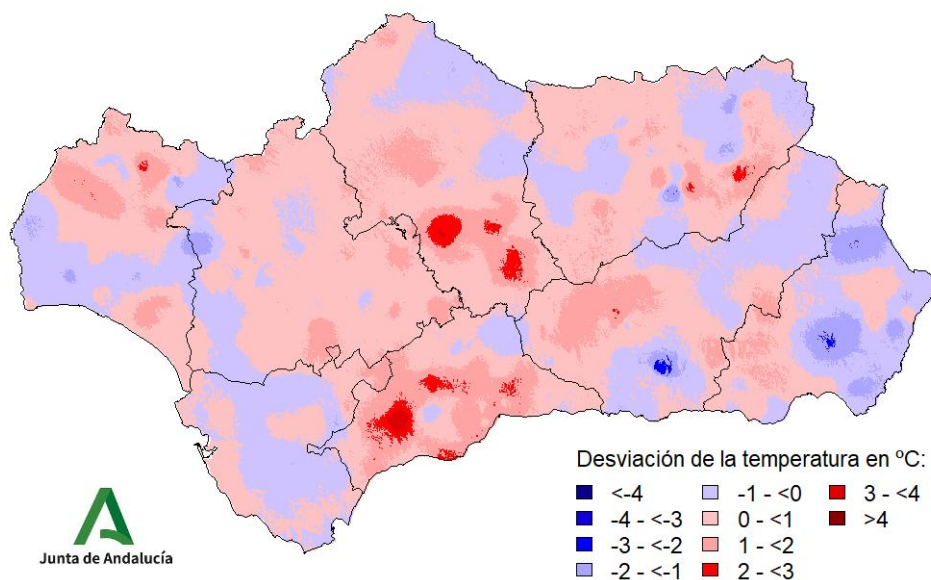 Desviación de la temperatura en ºC:
<-4 -1 - <0 3 - <4
-4 - <-3 0 - <1 >4
-3 - <-2 1 - <2
-2 - <-1 2 - <3
Junta de Andalucía